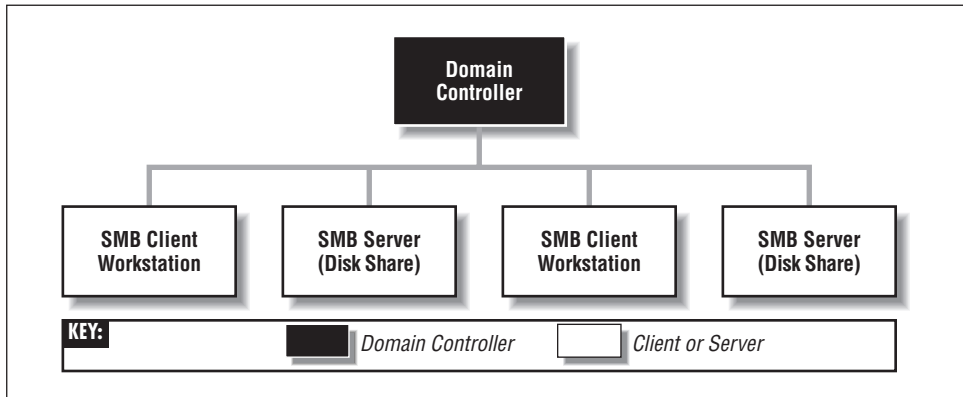 Domain
Controller
SMB Client
Workstation
SMB Server
(Disk Share)
SMB Client
Workstation
SMB Server
(Disk Share)
KEY:
Domain Controller
Client or Server